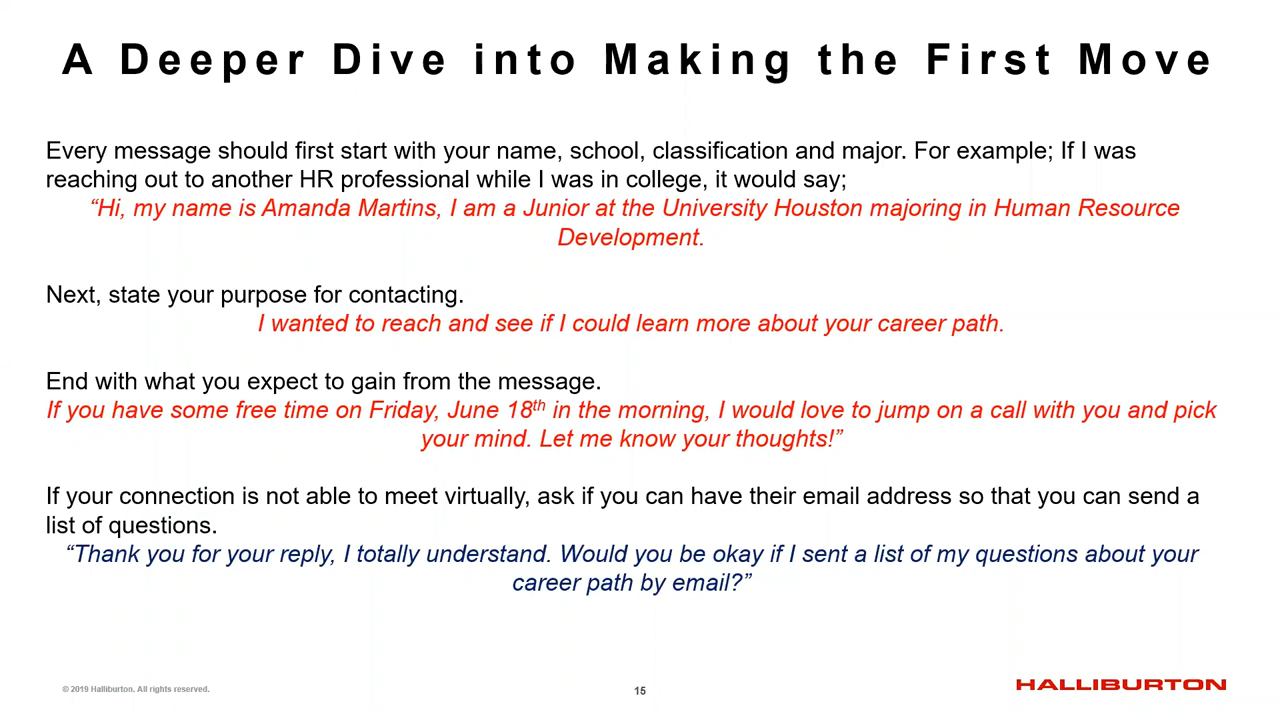 A Deeper Dive into Making the First Move
Every message should first start with your name, school, classification and major. For example; If I was
reaching out to another HR professional while I was in college, it would say;
“Hi, my name is Amanda Martins, I am a Junior at the University Houston majoring in Human Resource
Development.
Next, state your purpose for contacting.
I wanted to reach and see if I could learn more about your career path.
End with what you expect to gain from the message.
If you have some free time on Friday, June 18th in the morning, I would love to jump on a call with you and pick
your mind. Let me know your thoughts!”
If your connection is not able to meet virtually, ask if you can have their email address so that you can send a
list of questions.
“Thank you for your reply, I totally understand. Would you be okay if I sent a list of my questions about your
career path by email?”
© 2019 Halliburton. All rights reserved.
15
HALLIBURTON